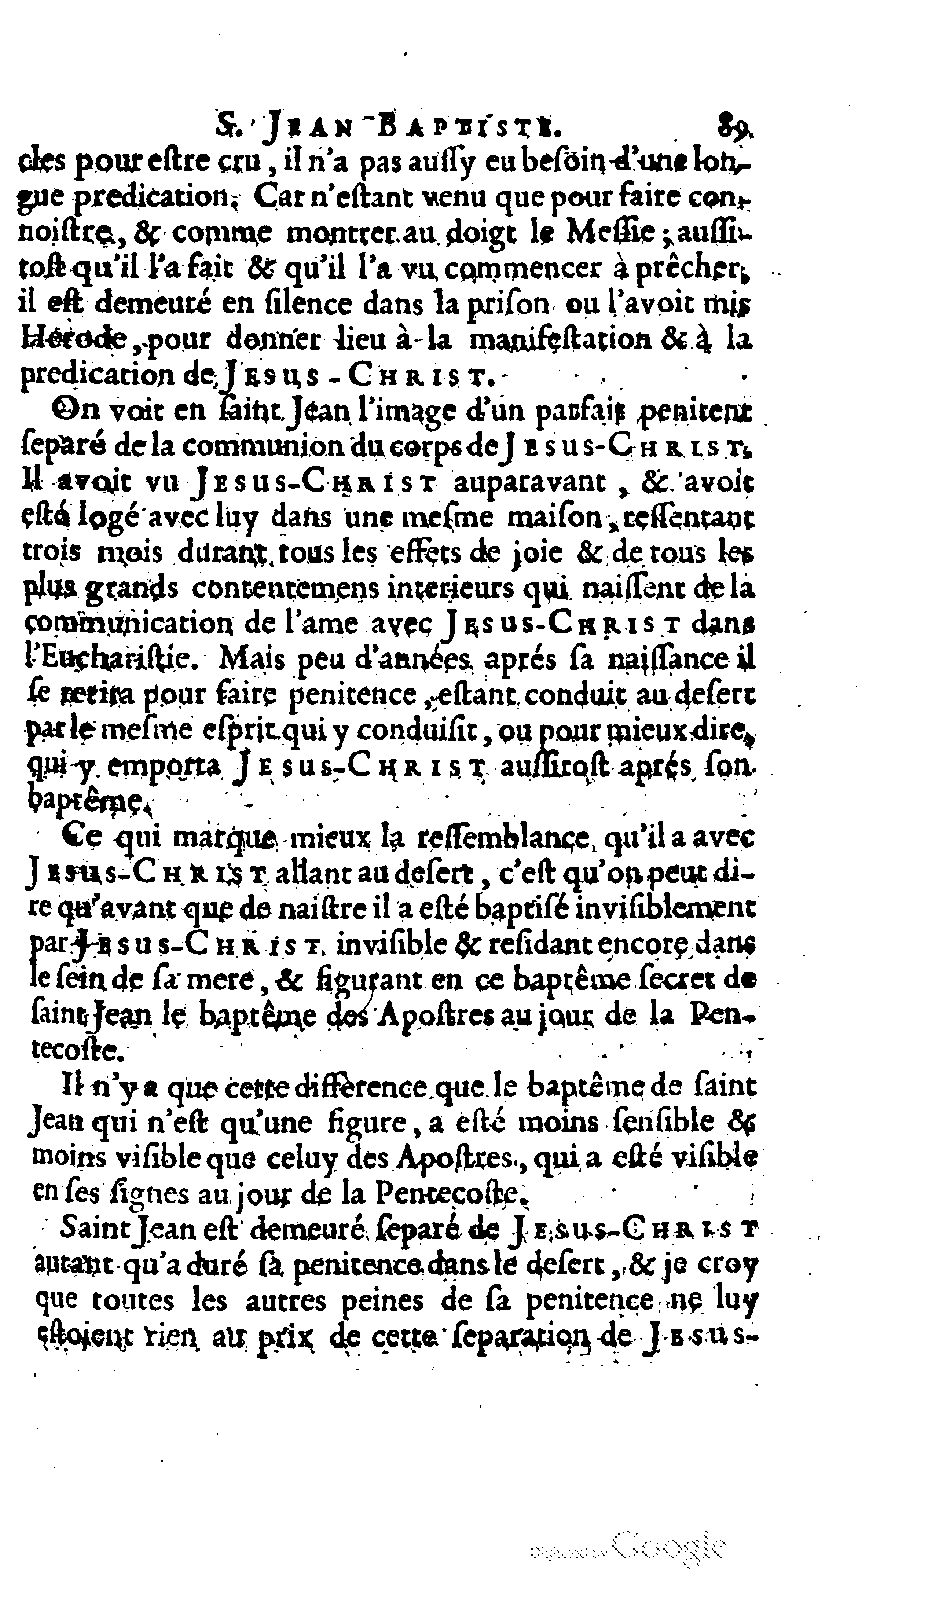 S. JEAN BAPTISTE. 89.
cles pour eſtre cru, il n'a pas auſſy eu beſoin d'une lon-
gue predication. Car n'eſtant venu que pour faire con-
noiſtre, & comme montrer au doigt le Meſſie, auſſi-
toſt qu'il l'a fait & qu'il l'a vu commencer à prêcher,
il eſt demeuré en ſilence dans la priſon ou l'avoit mis
Herode, pour donner lieu à la manifeſtation & à la
predication de JESUS-CHRIST.
On voit en ſaint Jean l'image d'un parfait penitent
ſeparé de la communion du corps de JESUS-CHRIST.
Il avoit vu JESUS-CHRIST auparavant, & avoit
eſté logé avec luy dans une meſme maiſon, reſſentant
trois mois durant tous les effets de joie & de tous les
plus grands contentemens interieurs qui naiſſent de la
communication de l'ame avec JESUS-CHRIST dans
l'Euchariſtie. Mais peu d'années aprés ſa naiſſance il
ſe retira pour faire penitence, eſtant conduit au deſert
par le meſme eſprit qui y conduiſit, ou pour mieux dire,
qui y emporta JESUS-CHRIST auſſitoſt aprés ſon
baptême.
Ce qui marque mieux la reſſemblance qu'il a avec
JESUS-CHRIST allant au deſert, c'eſt qu'on peut di-
re qu'avant que de naiſtre il a eſté baptiſé inviſiblement
par JESUS-CHRIST inviſible & reſidant encore dans
le ſein de ſa mere, & figurant en ce baptême ſecret de
ſaint Jean le baptême des Apoſtres au jour de la Pen-
tecoſte.
Il n'y a que cette difference que le baptême de ſaint
Jean qui n'eſt qu'une figure, a eſté moins ſenſible &
moins viſible que celuy des Apoſtres, qui a eſté viſible
en ſes ſignes au jour de la Pentecoſte.
Saint Jean eſt demeuré ſeparé de JESUS-CHRIST
autant qu'a duré ſa penitence dans le deſert, & je croy
que toutes les autres peines de ſa penitence ne luy
eſtoient rien au prix de cette ſeparation de JESUS-
Google